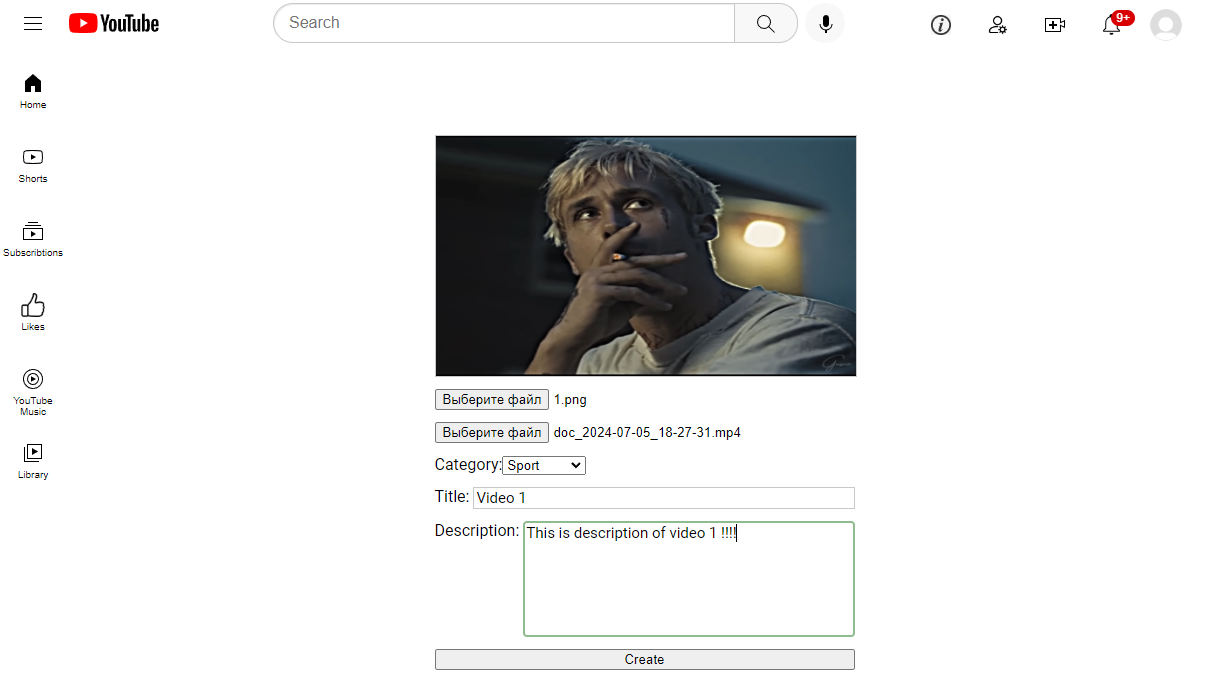 YouTube
Search
9+
Home
Shorts
Subscribtions
Likes
YouTube
Music
Library
Выберите файл 1.png
Выберите файл doc_2024-07-05_18-27-31.mp4
Category: Sport
Title: Video 1
Description: This is description of video 1 !!!!
Create